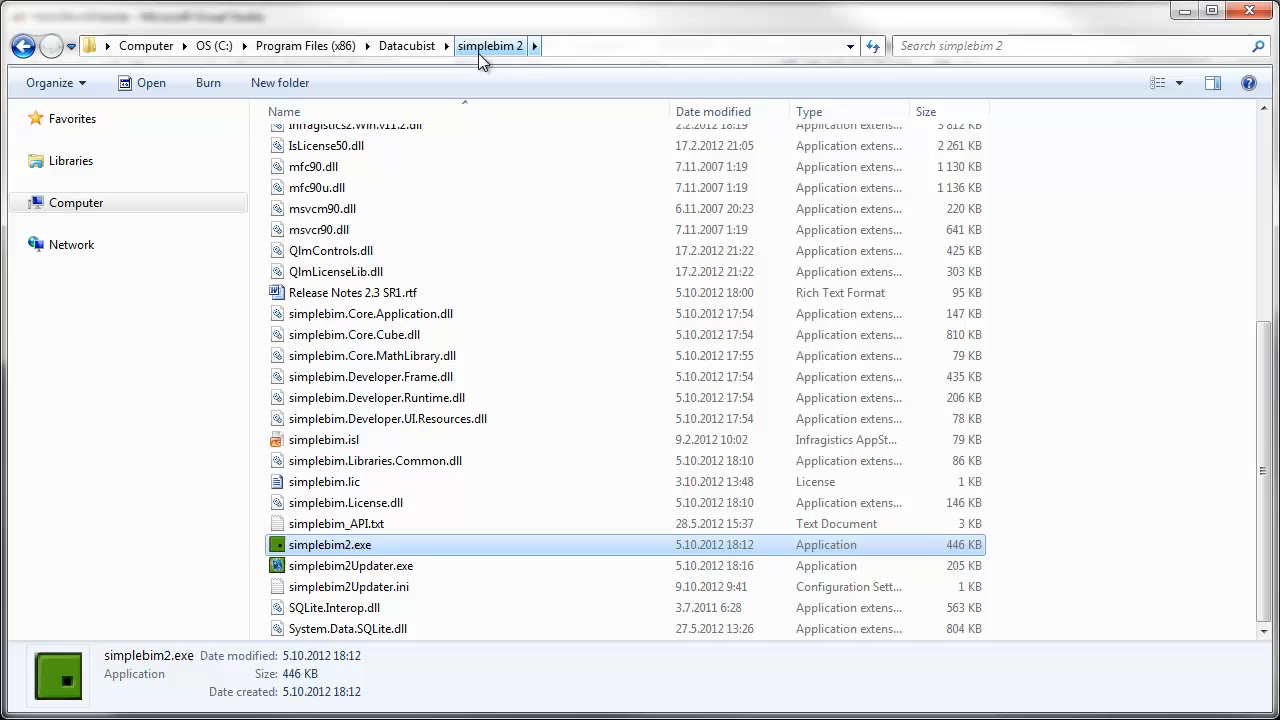 Computer OS (C:) Program Files (x86) Datacubist simplebim 2 Search simplebim 2
Organize Open Burn New folder
Name Date modified Type Size
Favorites
Libraries
Computer
Network
Infragistics2.Win.v11.2.dll 2.2.2012 18:19 Application extens... 3 812 KB
IsLicense50.dll 17.2.2012 21:05 Application extens... 2 261 KB
mfc90.dll 7.11.2007 1:19 Application extens... 1 130 KB
mfc90u.dll 7.11.2007 1:19 Application extens... 1 136 KB
msvcm90.dll 6.11.2007 20:23 Application extens... 220 KB
msvcr90.dll 7.11.2007 1:19 Application extens... 641 KB
QlmControls.dll 17.2.2012 21:22 Application extens... 425 KB
QlmLicenseLib.dll 17.2.2012 21:22 Application extens... 303 KB
Release Notes 2.3 SR1.rtf 5.10.2012 18:00 Rich Text Format 95 KB
simplebim.Core.Application.dll 5.10.2012 17:54 Application extens... 147 KB
simplebim.Core.Cube.dll 5.10.2012 17:54 Application extens... 810 KB
simplebim.Core.MathLibrary.dll 5.10.2012 17:55 Application extens... 79 KB
simplebim.Developer.Frame.dll 5.10.2012 17:54 Application extens... 435 KB
simplebim.Developer.Runtime.dll 5.10.2012 17:54 Application extens... 206 KB
simplebim.Developer.UI.Resources.dll 5.10.2012 17:54 Application extens... 78 KB
simplebim.isl 9.2.2012 10:02 Infragistics AppSt... 79 KB
simplebim.Libraries.Common.dll 5.10.2012 18:10 Application extens... 86 KB
simplebim.lic 3.10.2012 13:48 License 1 KB
simplebim.License.dll 5.10.2012 18:10 Application extens... 146 KB
simplebim_API.txt 28.5.2012 15:37 Text Document 3 KB
simplebim2.exe 5.10.2012 18:12 Application 446 KB
simplebim2Updater.exe 5.10.2012 18:16 Application 205 KB
simplebim2Updater.ini 9.10.2012 9:41 Configuration Sett... 1 KB
SQLite.Interop.dll 3.7.2011 6:28 Application extens... 563 KB
System.Data.SQLite.dll 27.5.2012 13:26 Application extens... 804 KB
simplebim2.exe Date modified: 5.10.2012 18:12
Application Size: 446 KB
Date created: 5.10.2012 18:12